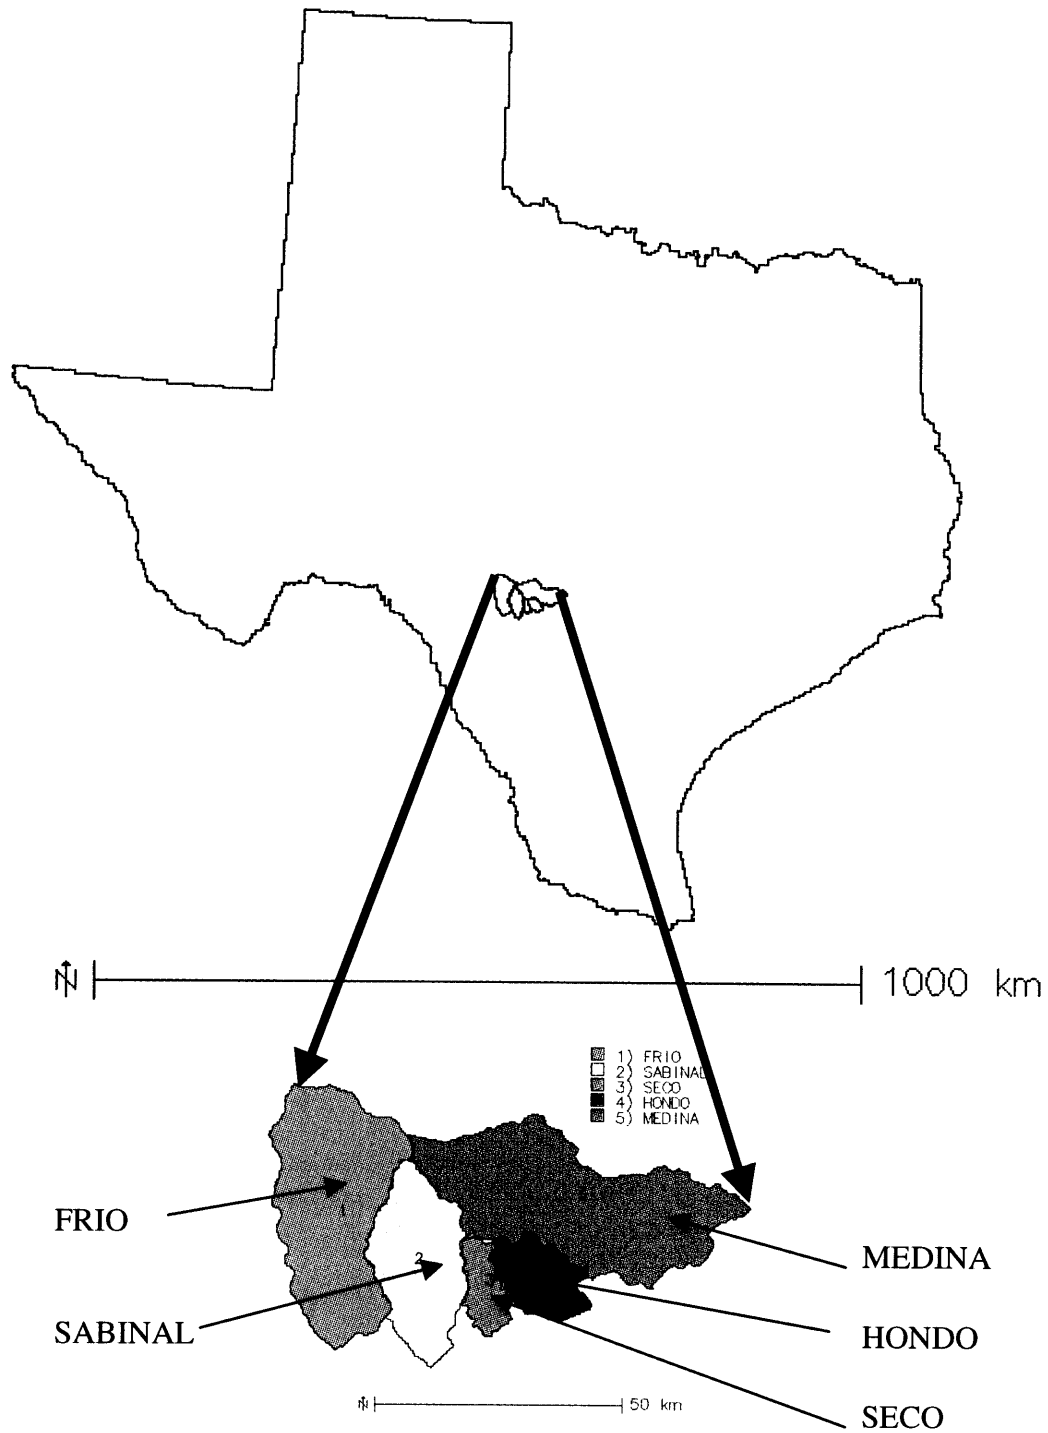 N 1000 km
1) FRIO
2) SABINAL
3) SECO
4) HONDO
5) MEDINA
1
FRIO
2
MEDINA
SABINAL
HONDO
N 50 km
SECO